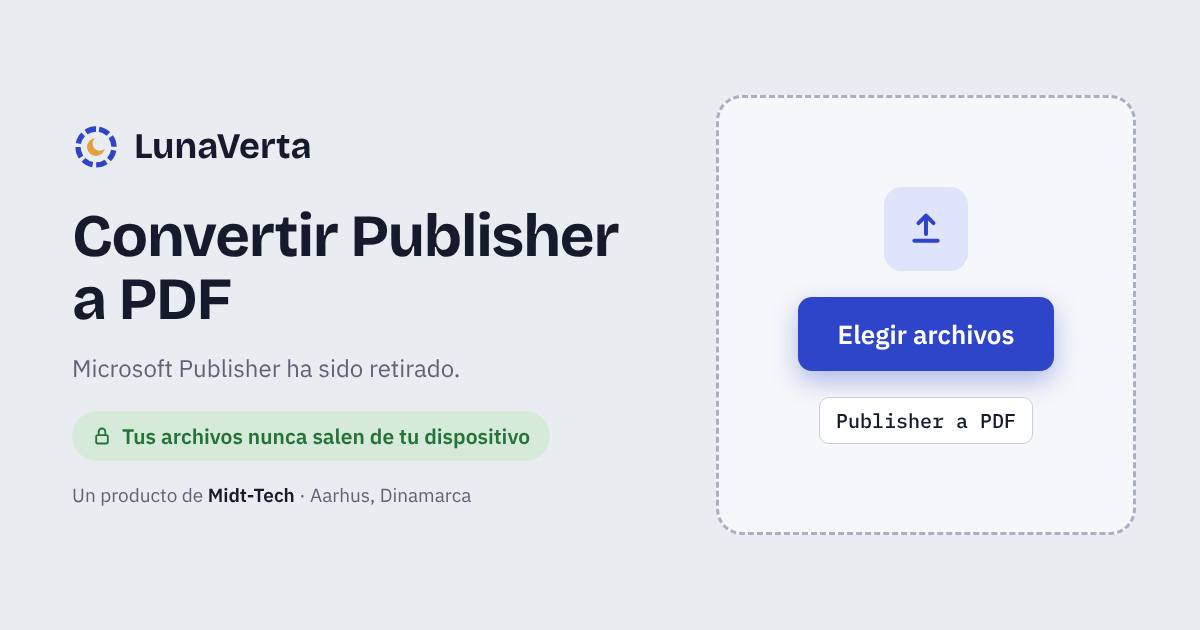 LunaVerta
Convertir Publisher
a PDF
Microsoft Publisher ha sido retirado.
Tus archivos nunca salen de tu dispositivo
Un producto de Midt-Tech · Aarhus, Dinamarca
Elegir archivos
Publisher a PDF